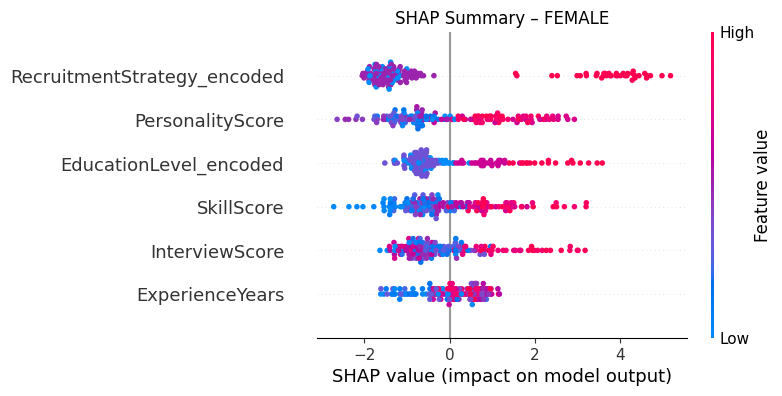 SHAP Summary – FEMALE
High
RecruitmentStrategy_encoded
PersonalityScore
EducationLevel_encoded
SkillScore
InterviewScore
ExperienceYears
Feature value
Low
−2 0 2 4
SHAP value (impact on model output)